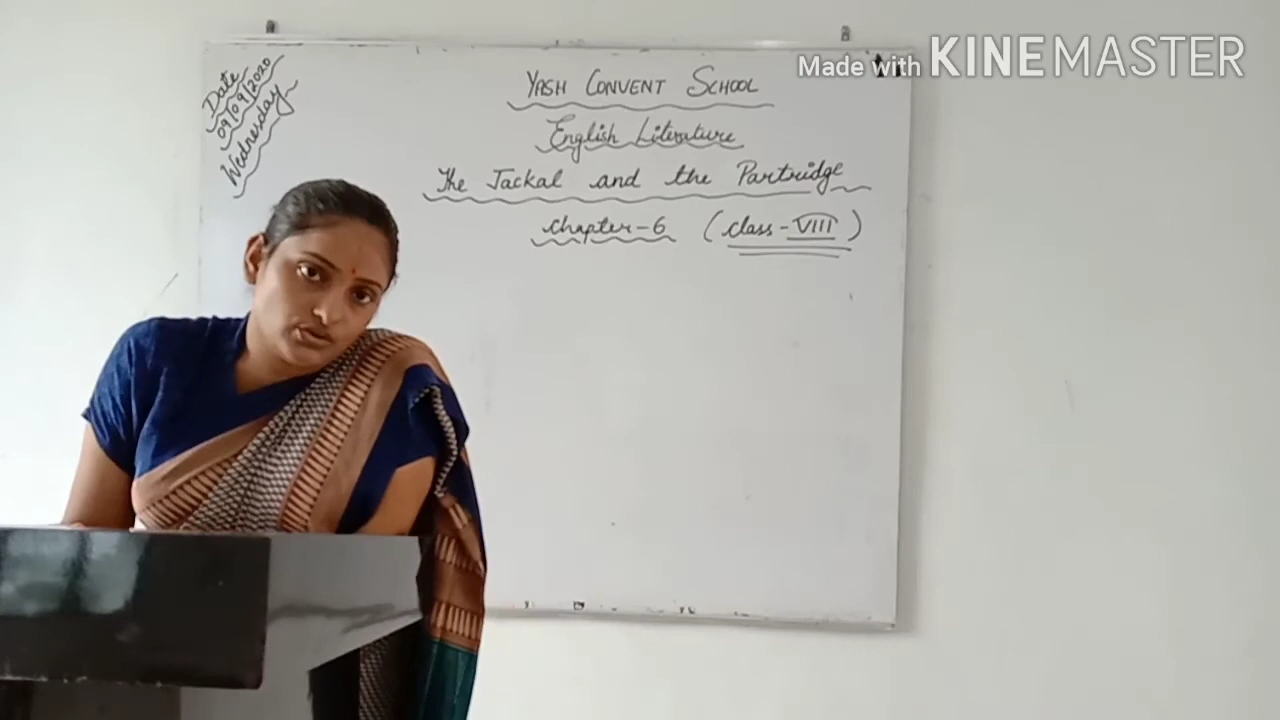 Date
09/09/2020
Wednesday
Made with KINEMASTER
YASH CONVENT SCHOOL
English Literature
The Jackal and the Partridge
chapter-6 (class-VIII)